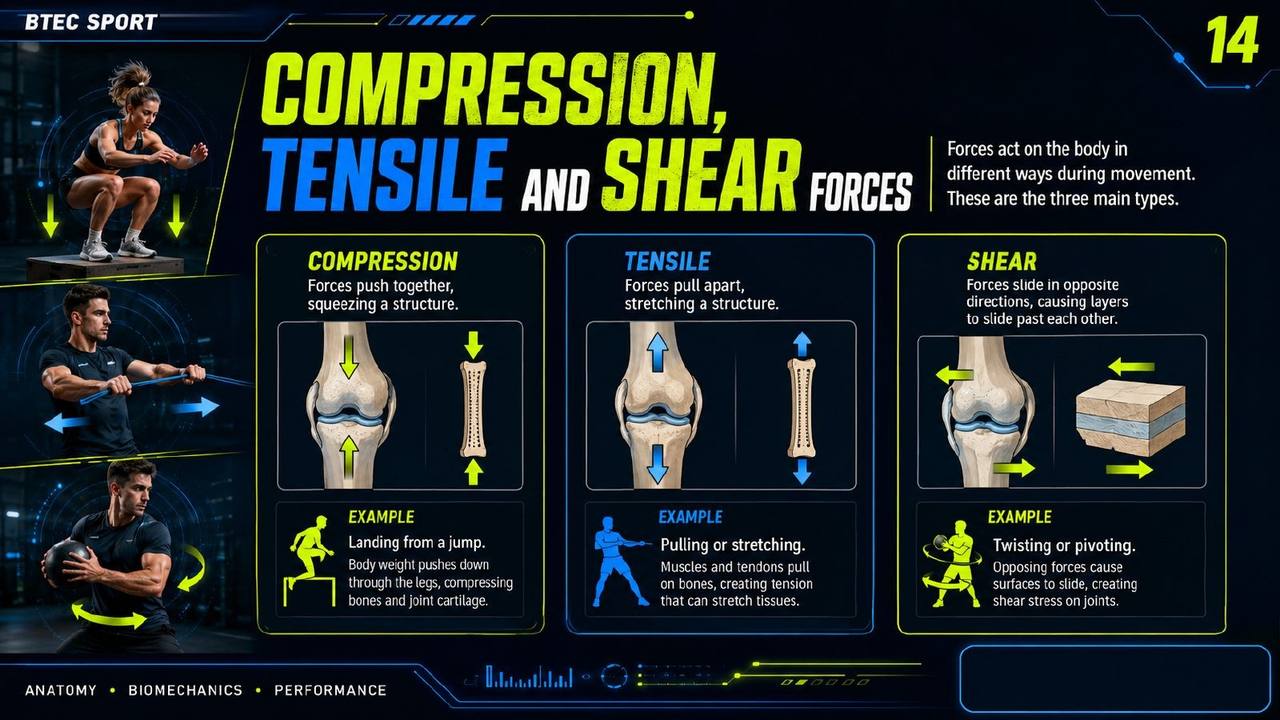 BTEC SPORT
14
COMPRESSION,
TENSILE AND SHEAR FORCES
Forces act on the body in
different ways during movement.
These are the three main types.
COMPRESSION
Forces push together,
squeezing a structure.
EXAMPLE
Landing from a jump.
Body weight pushes down
through the legs, compressing
bones and joint cartilage.
TENSILE
Forces pull apart,
stretching a structure.
EXAMPLE
Pulling or stretching.
Muscles and tendons pull
on bones, creating tension
that can stretch tissues.
SHEAR
Forces slide in opposite
directions, causing layers
to slide past each other.
EXAMPLE
Twisting or pivoting.
Opposing forces cause
surfaces to slide, creating
shear stress on joints.
ANATOMY • BIOMECHANICS • PERFORMANCE